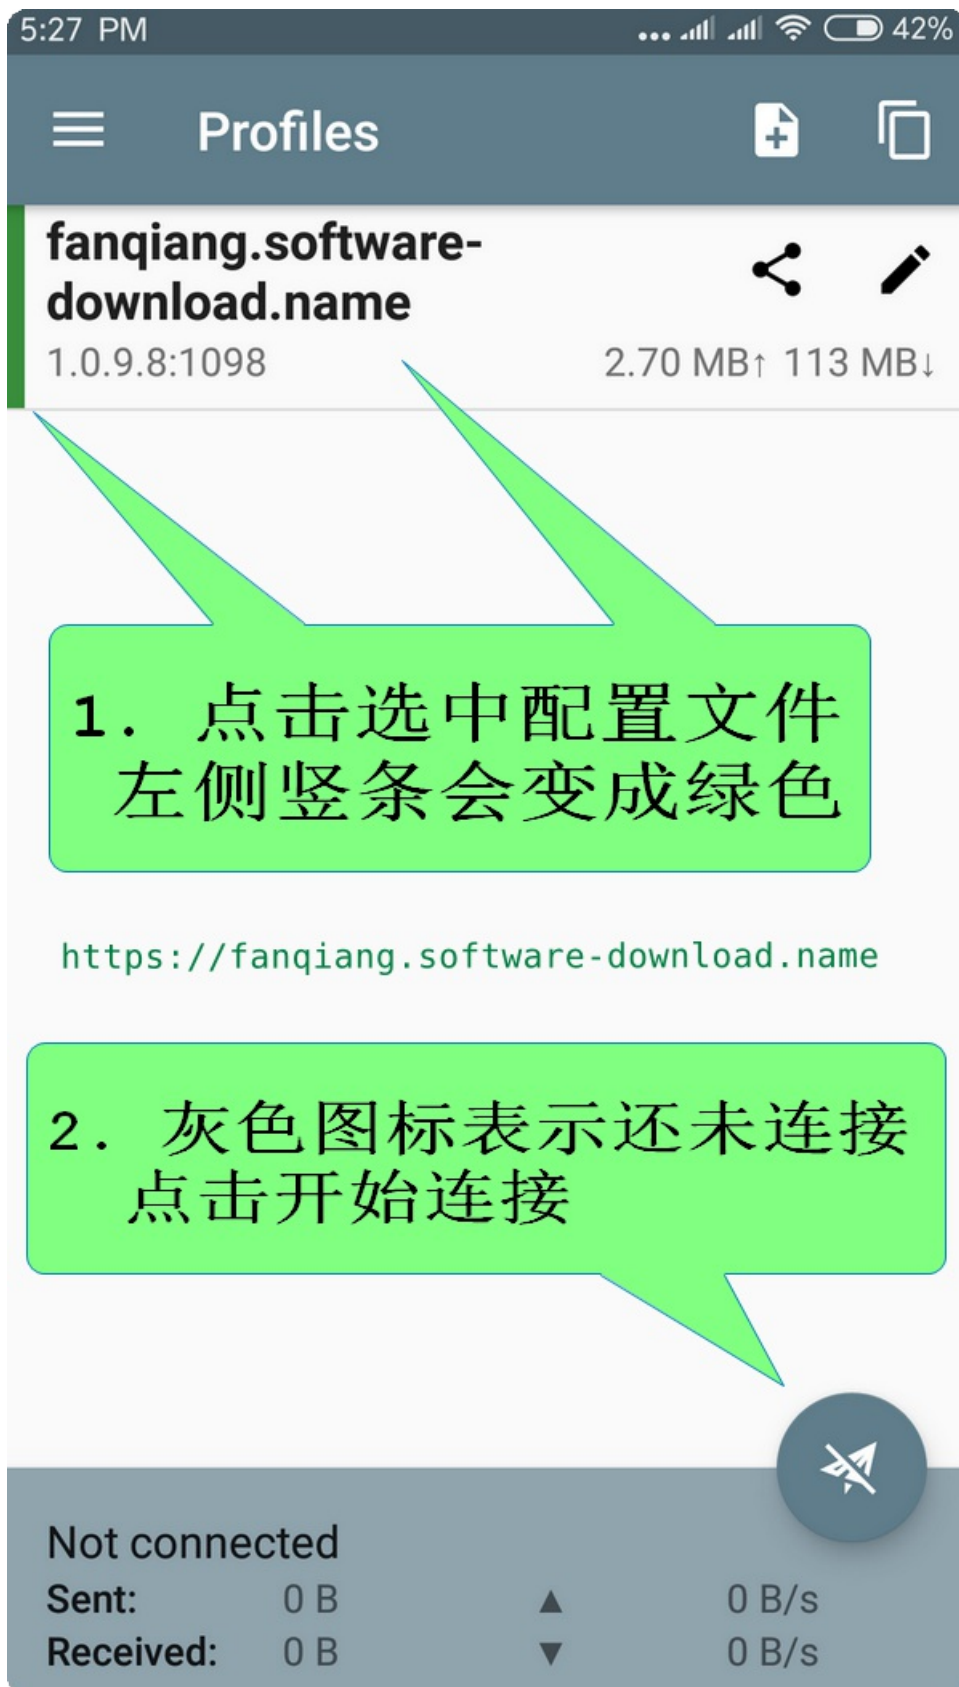 5:27 PM
42%
Profiles
fanqiang.software-
download.name
1.0.9.8:1098
2.70 MB↑ 113 MB↓
1. 点击选中配置文件
左侧竖条会变成绿色
https://fanqiang.software-download.name
2. 灰色图标表示还未连接
点击开始连接
Not connected
Sent: 0 B ▲ 0 B/s
Received: 0 B ▼ 0 B/s